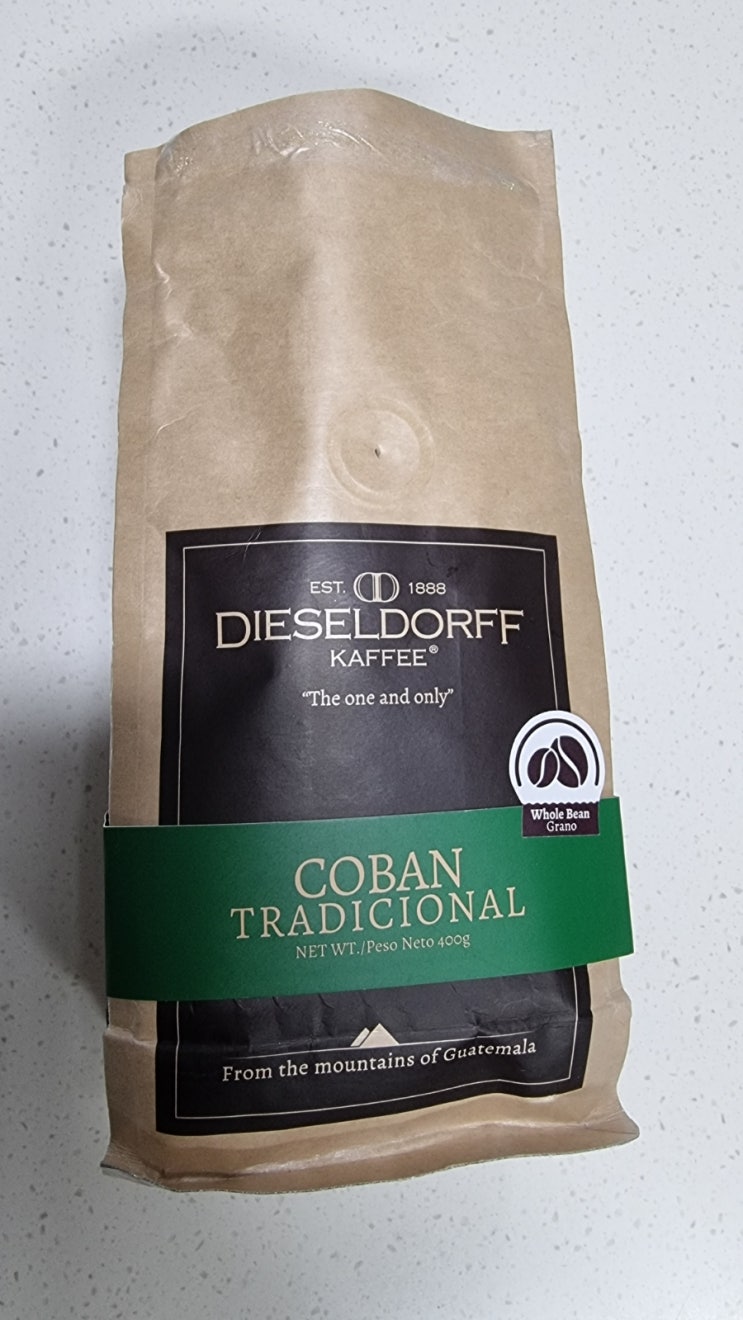 EST. 1888
DIESELDORFF
KAFFEE®
“The one and only”
Whole Bean
Grano
COBAN
TRADICIONAL
NET WT./Peso Neto 400g
From the mountains of Guatemala